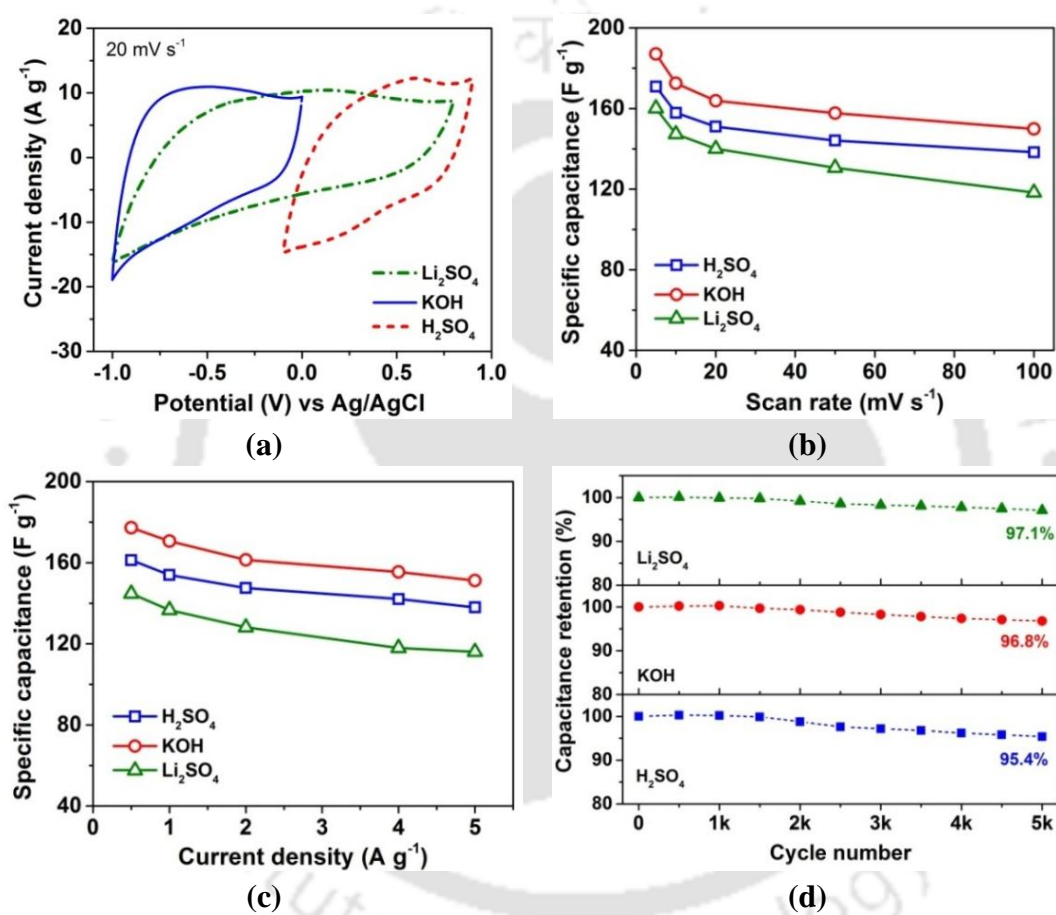 20 mV s⁻¹
Current density (A g⁻¹)
20
10
0
-10
-20
-30
Li₂SO₄
KOH
H₂SO₄
-1.0 -0.5 0.0 0.5 1.0
Potential (V) vs Ag/AgCl
(a)
Specific capacitance (F g⁻¹)
200
160
120
80
40
H₂SO₄
KOH
Li₂SO₄
0 20 40 60 80 100
Scan rate (mV s⁻¹)
(b)
Specific capacitance (F g⁻¹)
200
160
120
80
40
H₂SO₄
KOH
Li₂SO₄
0 1 2 3 4 5
Current density (A g⁻¹)
(c)
Capacitance retention (%)
100
90
80
97.1%
Li₂SO₄
100
90
80
96.8%
KOH
100
90
80
95.4%
H₂SO₄
0 1k 2k 3k 4k 5k
Cycle number
(d)